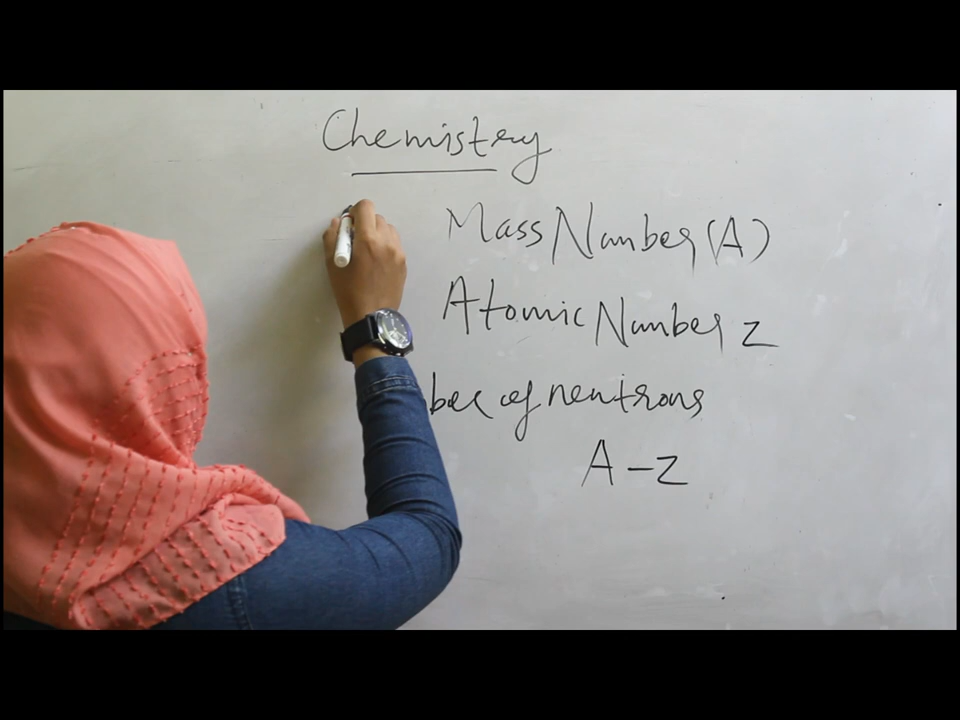 Chemistry
Mass Number (A)
Atomic Number Z
ber of neutrons
A - Z